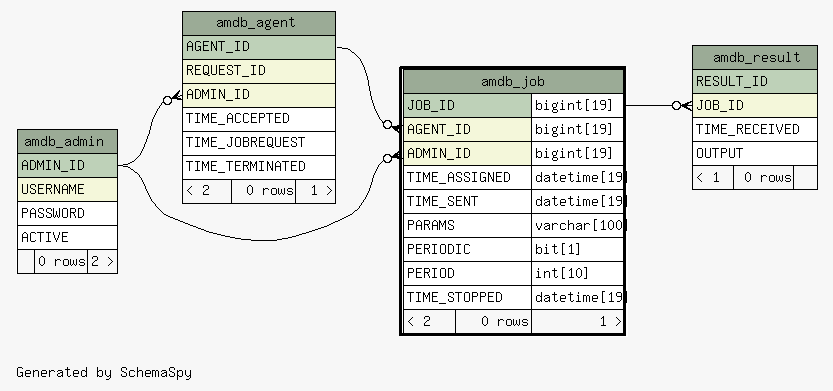 amdb_agent
AGENT_ID
REQUEST_ID
ADMIN_ID
TIME_ACCEPTED
TIME_JOBREQUEST
TIME_TERMINATED
< 2 0 rows 1 >
amdb_admin
ADMIN_ID
USERNAME
PASSWORD
ACTIVE
0 rows 2 >
amdb_job
JOB_ID bigint[19]
AGENT_ID bigint[19]
ADMIN_ID bigint[19]
TIME_ASSIGNED datetime[19]
TIME_SENT datetime[19]
PARAMS varchar[100]
PERIODIC bit[1]
PERIOD int[10]
TIME_STOPPED datetime[19]
< 2 0 rows 1 >
amdb_result
RESULT_ID
JOB_ID
TIME_RECEIVED
OUTPUT
< 1 0 rows
Generated by SchemaSpy